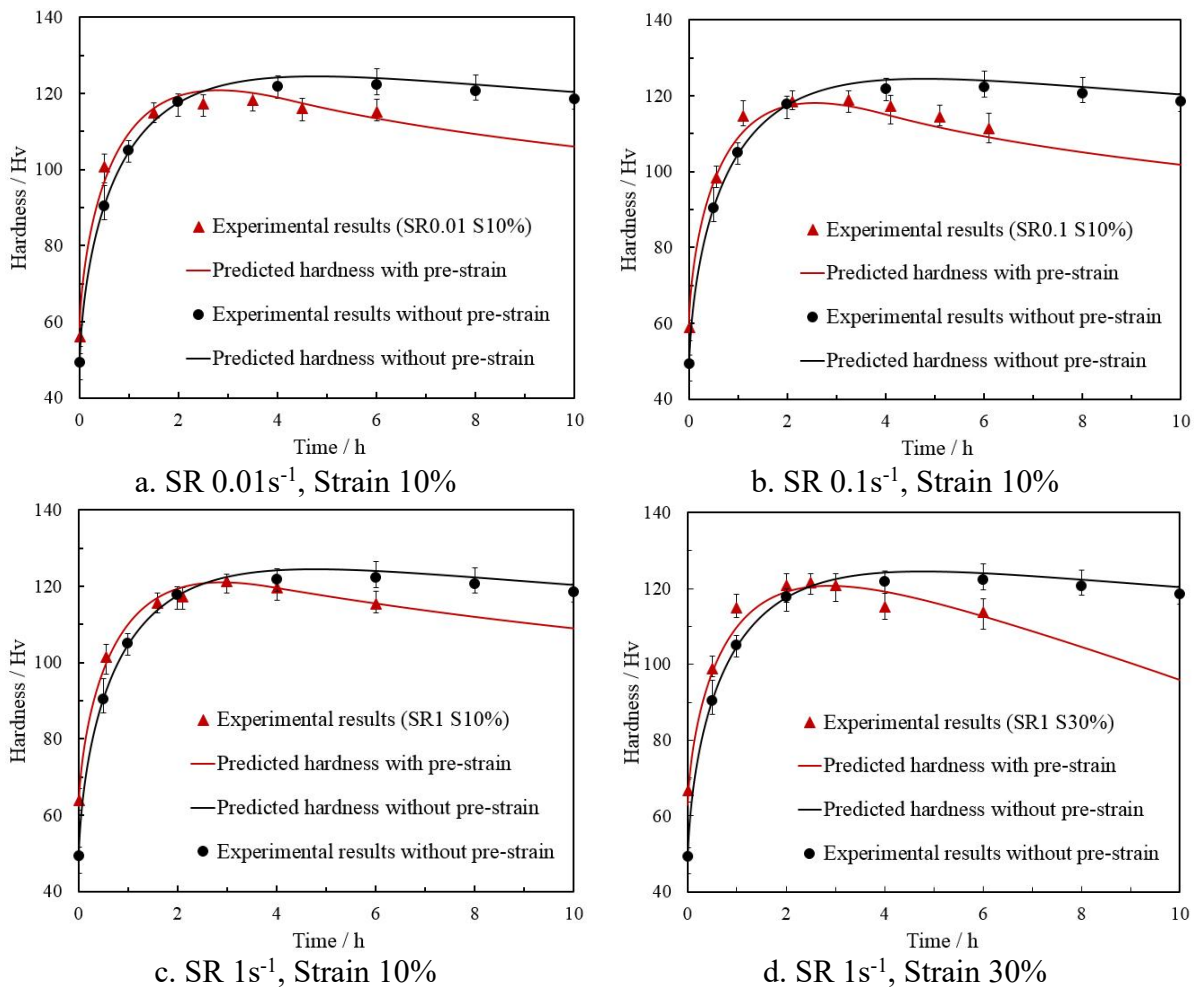 140
120
100
80
60
40
Hardness / Hv
Experimental results (SR0.01 S10%)
Predicted hardness with pre-strain
Experimental results without pre-strain
Predicted hardness without pre-strain
0 2 4 6 8 10
Time / h
a. SR 0.01s⁻¹, Strain 10%
140
120
100
80
60
40
Hardness / Hv
Experimental results (SR0.1 S10%)
Predicted hardness with pre-strain
Experimental results without pre-strain
Predicted hardness without pre-strain
0 2 4 6 8 10
Time / h
b. SR 0.1s⁻¹, Strain 10%
140
120
100
80
60
40
Hardness / Hv
Experimental results (SR1 S10%)
Predicted hardness with pre-strain
Predicted hardness without pre-strain
Experimental results without pre-strain
0 2 4 6 8 10
Time / h
c. SR 1s⁻¹, Strain 10%
140
120
100
80
60
40
Hardness / Hv
Experimental results (SR1 S30%)
Predicted hardness with pre-strain
Predicted hardness without pre-strain
Experimental results without pre-strain
0 2 4 6 8 10
Time / h
d. SR 1s⁻¹, Strain 30%